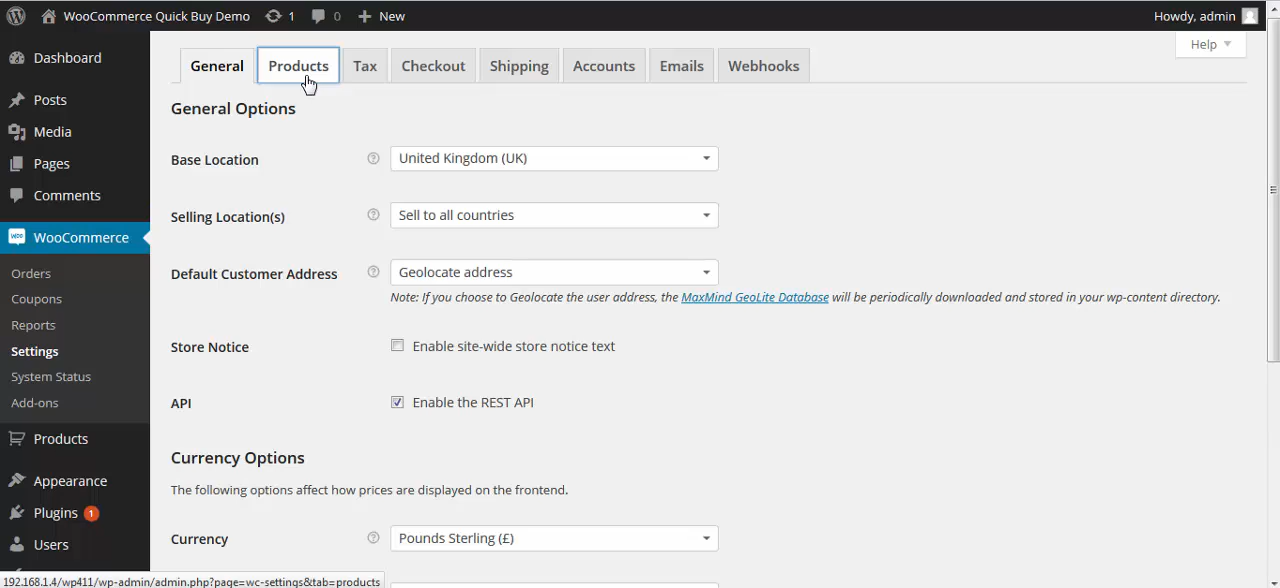 WooCommerce Quick Buy Demo 1 0 New Howdy, admin
Help
General Products Tax Checkout Shipping Accounts Emails Webhooks
Dashboard
Posts
Media
Pages
Comments
WooCommerce
Orders
Coupons
Reports
Settings
System Status
Add-ons
Products
Appearance
Plugins 1
Users
General Options
Base Location ? United Kingdom (UK)
Selling Location(s) ? Sell to all countries
Default Customer Address ? Geolocate address
Note: If you choose to Geolocate the user address, the MaxMind GeoLite Database will be periodically downloaded and stored in your wp-content directory.
Store Notice Enable site-wide store notice text
API Enable the REST API
Currency Options
The following options affect how prices are displayed on the frontend.
Currency ? Pounds Sterling (£)
192.168.1.4/wp411/wp-admin/admin.php?page=wc-settings&tab=products